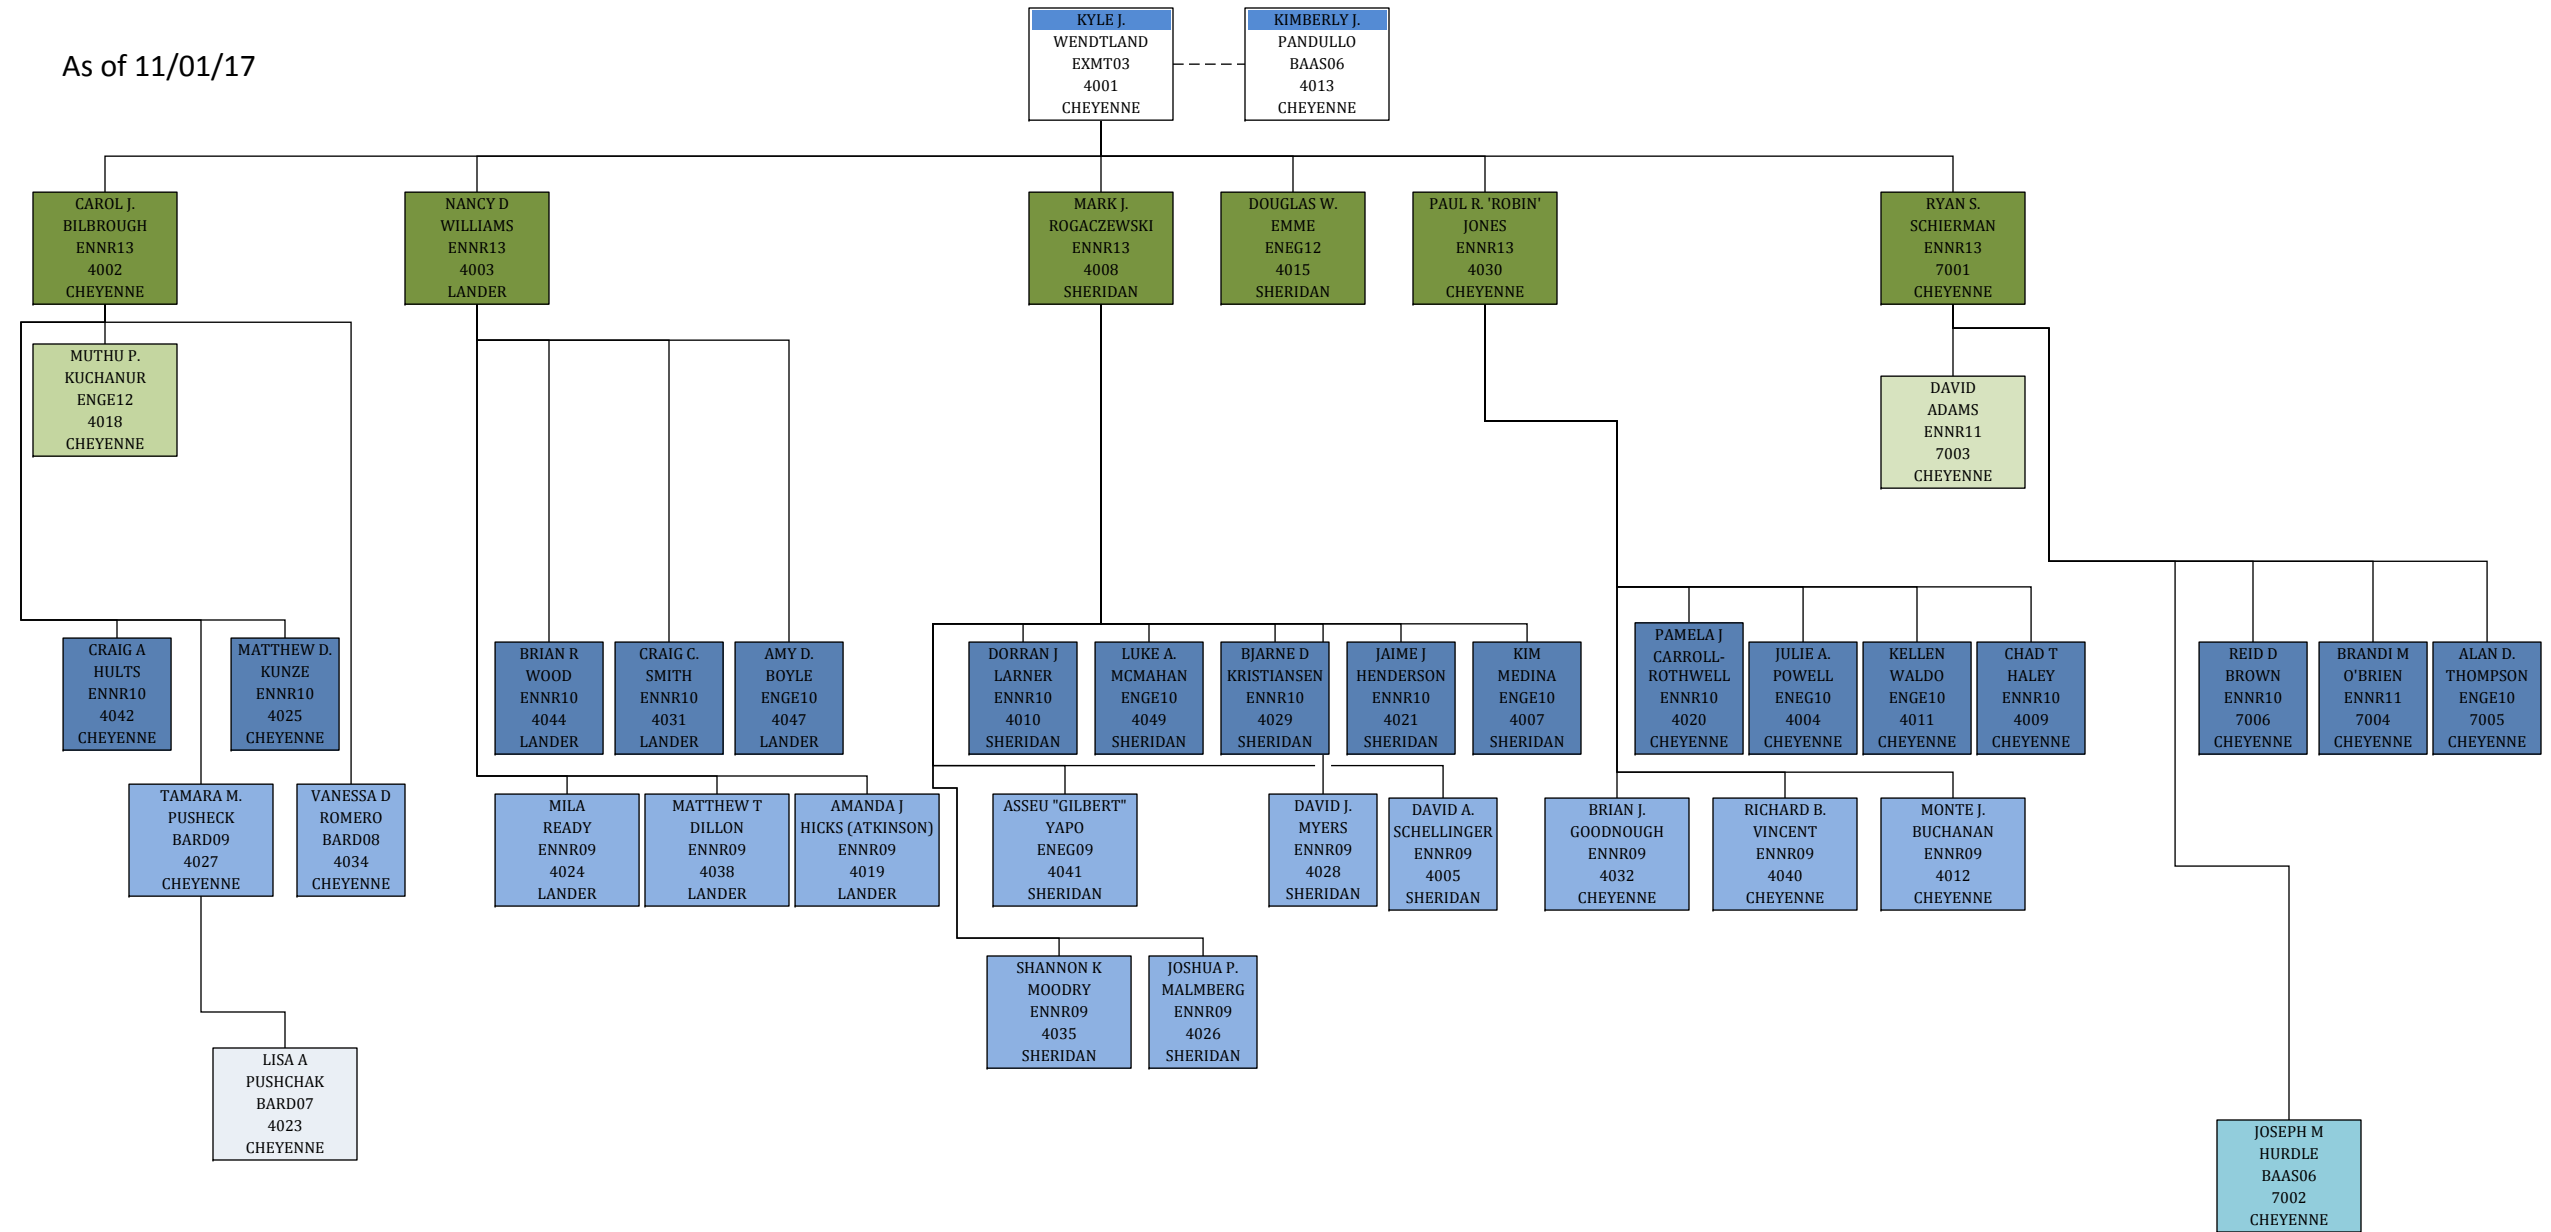 As of 11/01/17
KYLE J.
WENDTLAND
EXMT03
4001
CHEYENNE
KIMBERLY J.
PANDULLO
BAAS06
4013
CHEYENNE
CAROL J.
BILBROUGH
ENNR13
4002
CHEYENNE
NANCY D
WILLIAMS
ENNR13
4003
LANDER
MARK J.
ROGACZEWSKI
ENNR13
4008
SHERIDAN
DOUGLAS W.
EMME
ENEG12
4015
SHERIDAN
PAUL R. 'ROBIN'
JONES
ENNR13
4030
CHEYENNE
RYAN S.
SCHIERMAN
ENNR13
7001
CHEYENNE
MUTHU P.
KUCHANUR
ENGE12
4018
CHEYENNE
DAVID
ADAMS
ENNR11
7003
CHEYENNE
CRAIG A
HULTS
ENNR10
4042
CHEYENNE
MATTHEW D.
KUNZE
ENNR10
4025
CHEYENNE
BRIAN R
WOOD
ENNR10
4044
LANDER
CRAIG C.
SMITH
ENNR10
4031
LANDER
AMY D.
BOYLE
ENGE10
4047
LANDER
DORRAN J
LARNER
ENNR10
4010
SHERIDAN
LUKE A.
MCMAHAN
ENGE10
4049
SHERIDAN
BJARNE D
KRISTIANSEN
ENNR10
4029
SHERIDAN
JAIME J
HENDERSON
ENNR10
4021
SHERIDAN
KIM
MEDINA
ENGE10
4007
SHERIDAN
PAMELA J
CARROLL-
ROTHWELL
ENNR10
4020
CHEYENNE
JULIE A.
POWELL
ENEG10
4004
CHEYENNE
KELLEN
WALDO
ENGE10
4011
CHEYENNE
CHAD T
HALEY
ENNR10
4009
CHEYENNE
REID D
BROWN
ENNR10
7006
CHEYENNE
BRANDI M
O'BRIEN
ENNR11
7004
CHEYENNE
ALAN D.
THOMPSON
ENGE10
7005
CHEYENNE
TAMARA M.
PUSHECK
BARD09
4027
CHEYENNE
VANESSA D
ROMERO
BARD08
4034
CHEYENNE
MILA
READY
ENNR09
4024
LANDER
MATTHEW T
DILLON
ENNR09
4038
LANDER
AMANDA J
HICKS (ATKINSON)
ENNR09
4019
LANDER
ASSEU "GILBERT"
YAPO
ENEG09
4041
SHERIDAN
DAVID J.
MYERS
ENNR09
4028
SHERIDAN
DAVID A.
SCHELLINGER
ENNR09
4005
SHERIDAN
BRIAN J.
GOODNOUGH
ENNR09
4032
CHEYENNE
RICHARD B.
VINCENT
ENNR09
4040
CHEYENNE
MONTE J.
BUCHANAN
ENNR09
4012
CHEYENNE
SHANNON K
MOODRY
ENNR09
4035
SHERIDAN
JOSHUA P.
MALMBERG
ENNR09
4026
SHERIDAN
LISA A
PUSHCHAK
BARD07
4023
CHEYENNE
JOSEPH M
HURDLE
BAAS06
7002
CHEYENNE